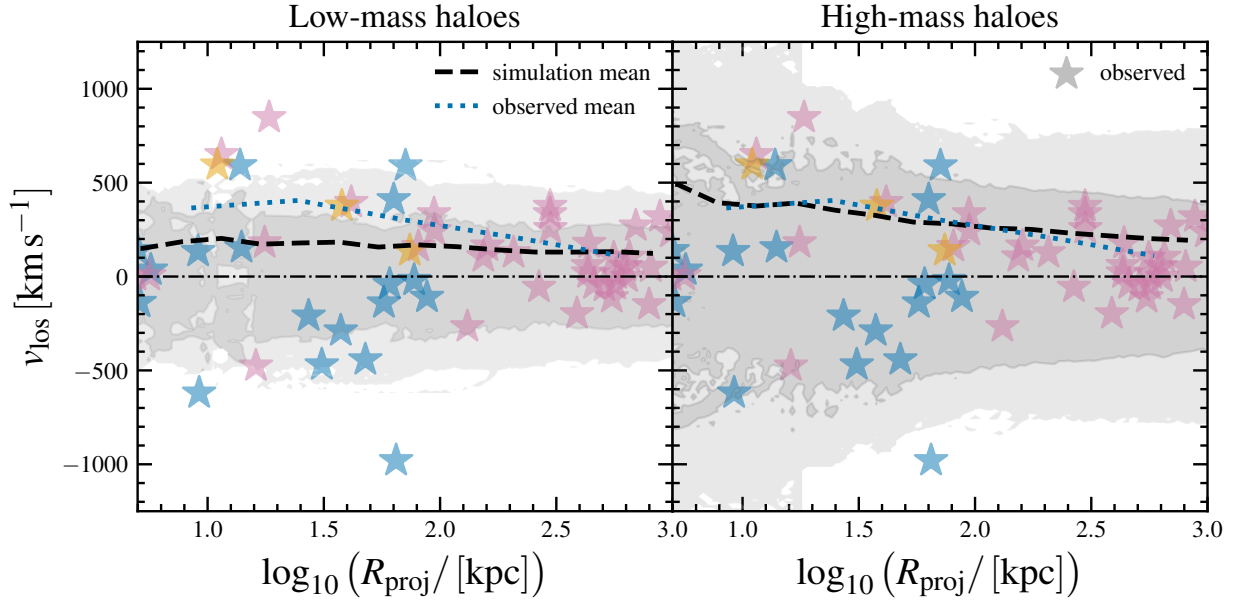 Low-mass haloes
High-mass haloes
simulation mean
observed mean
observed
1000
500
0
−500
−1000
v_los [km s⁻¹]
1.0 1.5 2.0 2.5 3.0
1.0 1.5 2.0 2.5 3.0
log₁₀ (R_proj/ [kpc])
log₁₀ (R_proj/ [kpc])